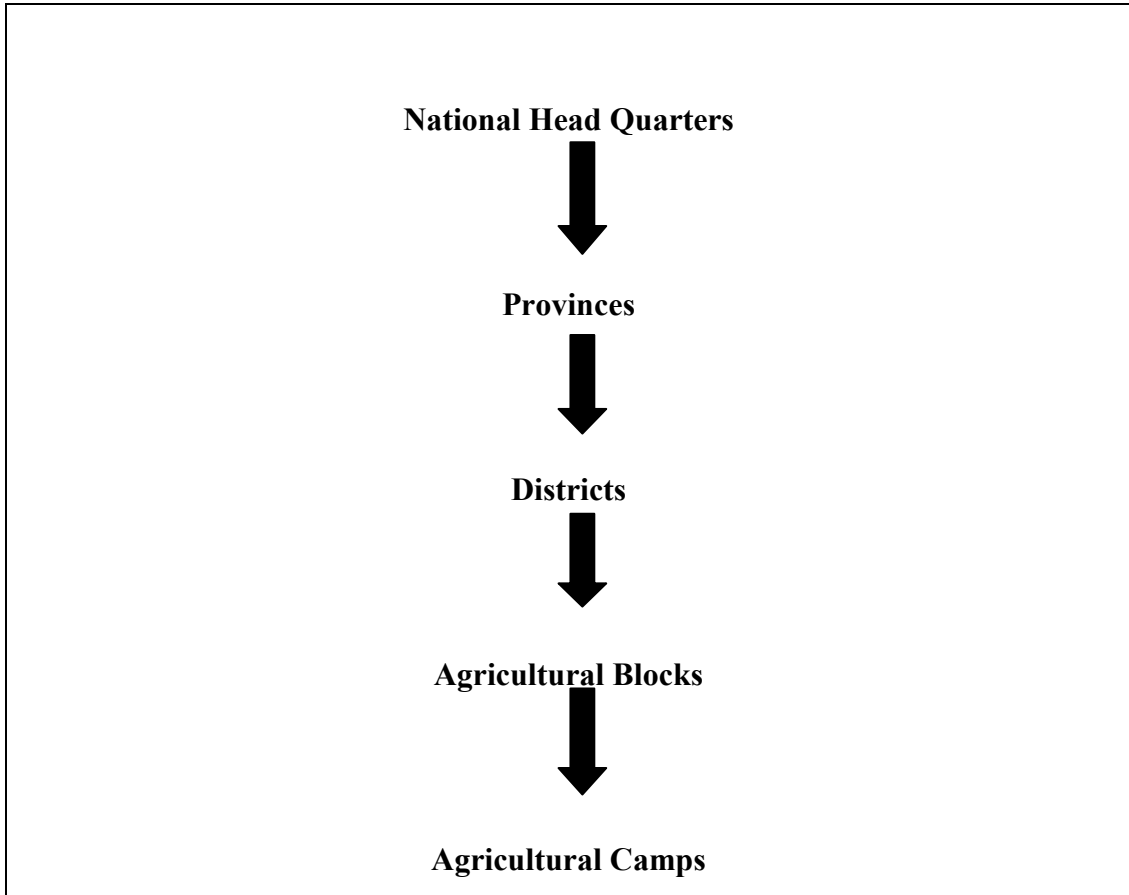 National Head Quarters
Provinces
Districts
Agricultural Blocks
Agricultural Camps